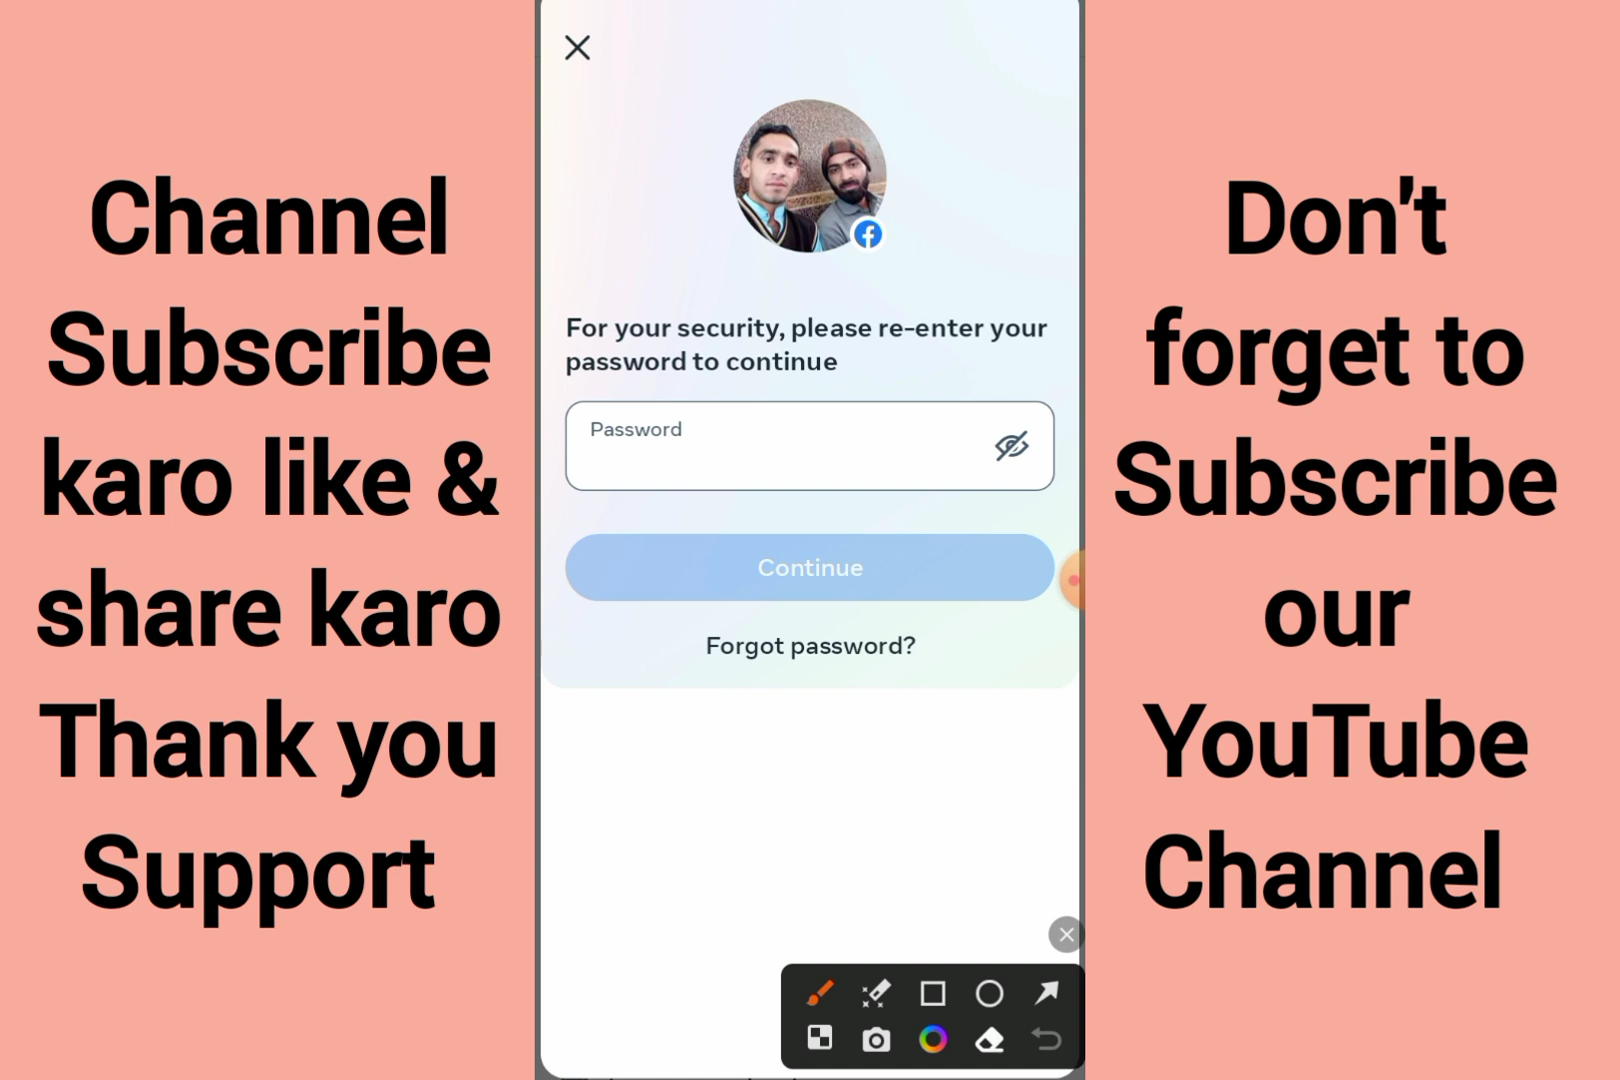 Channel
Subscribe
karo like &
share karo
Thank you
Support
For your security, please re-enter your
password to continue
Password
Continue
Forgot password?
Don't
forget to
Subscribe
our
YouTube
Channel